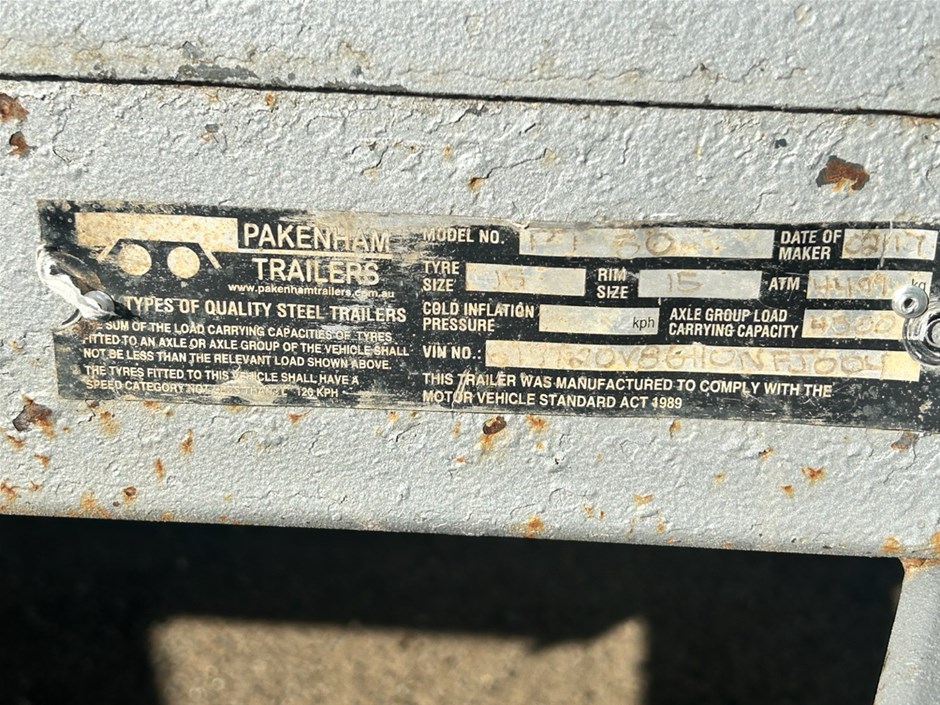 PAKENHAM
TRAILERS
www.pakenhamtrailers.com.au
TYPES OF QUALITY STEEL TRAILERS
THE SUM OF THE LOAD CARRYING CAPACITIES OF TYRES
FITTED TO AN AXLE OR AXLE GROUP OF THE VEHICLE SHALL
NOT BE LESS THAN THE RELEVANT LOAD SHOWN ABOVE.
THE TYRES FITTED TO THIS VEHICLE SHALL HAVE A
SPEED CATEGORY NOT 120 KPH
MODEL NO.
DATE OF
MAKER
TYRE
SIZE 15
RIM
SIZE 15
ATM kg
COLD INFLATION
PRESSURE kph
AXLE GROUP LOAD
CARRYING CAPACITY 4500
VIN NO.:
THIS TRAILER WAS MANUFACTURED TO COMPLY WITH THE
MOTOR VEHICLE STANDARD ACT 1989